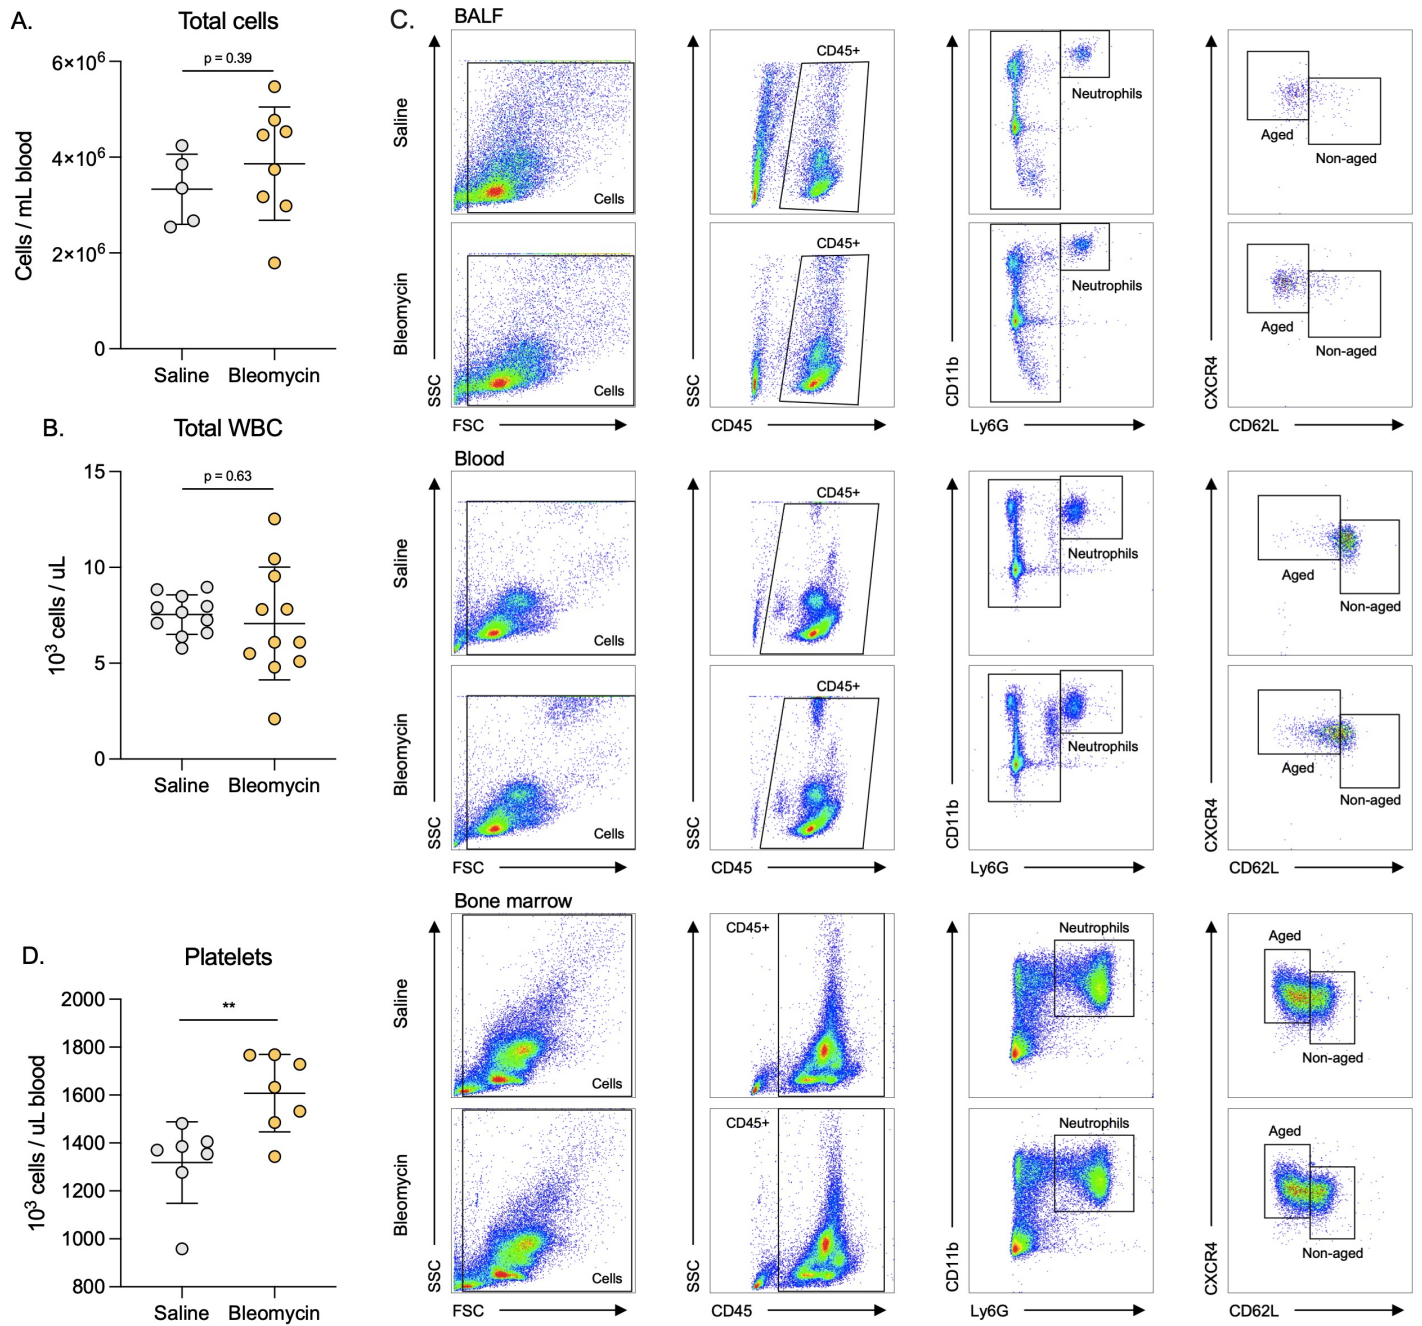 A.
Total cells
p = 0.39
6×10⁶
4×10⁶
2×10⁶
0
Cells / mL blood
Saline
Bleomycin
B.
Total WBC
p = 0.63
15
10
5
0
10³ cells / uL
Saline
Bleomycin
C.
BALF
Saline
Cells
CD45+
Neutrophils
Aged
Non-aged
Bleomycin
Cells
CD45+
Neutrophils
Aged
Non-aged
SSC
FSC
SSC
CD45
CD11b
Ly6G
CXCR4
CD62L
Blood
Saline
Cells
CD45+
Neutrophils
Aged
Non-aged
Bleomycin
Cells
CD45+
Neutrophils
Aged
Non-aged
SSC
FSC
SSC
CD45
CD11b
Ly6G
CXCR4
CD62L
Bone marrow
Saline
Cells
CD45+
Neutrophils
Aged
Non-aged
Bleomycin
Cells
CD45+
Neutrophils
Aged
Non-aged
SSC
FSC
SSC
CD45
CD11b
Ly6G
CXCR4
CD62L
D.
Platelets
**
2000
1800
1600
1400
1200
1000
800
10³ cells / uL blood
Saline
Bleomycin